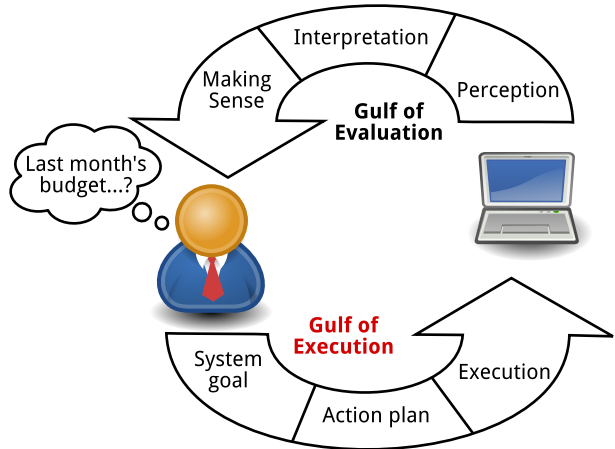 Interpretation
Making
Sense
Perception
Gulf of
Evaluation
Last month's
budget...?
Gulf of
Execution
System
goal
Action plan
Execution